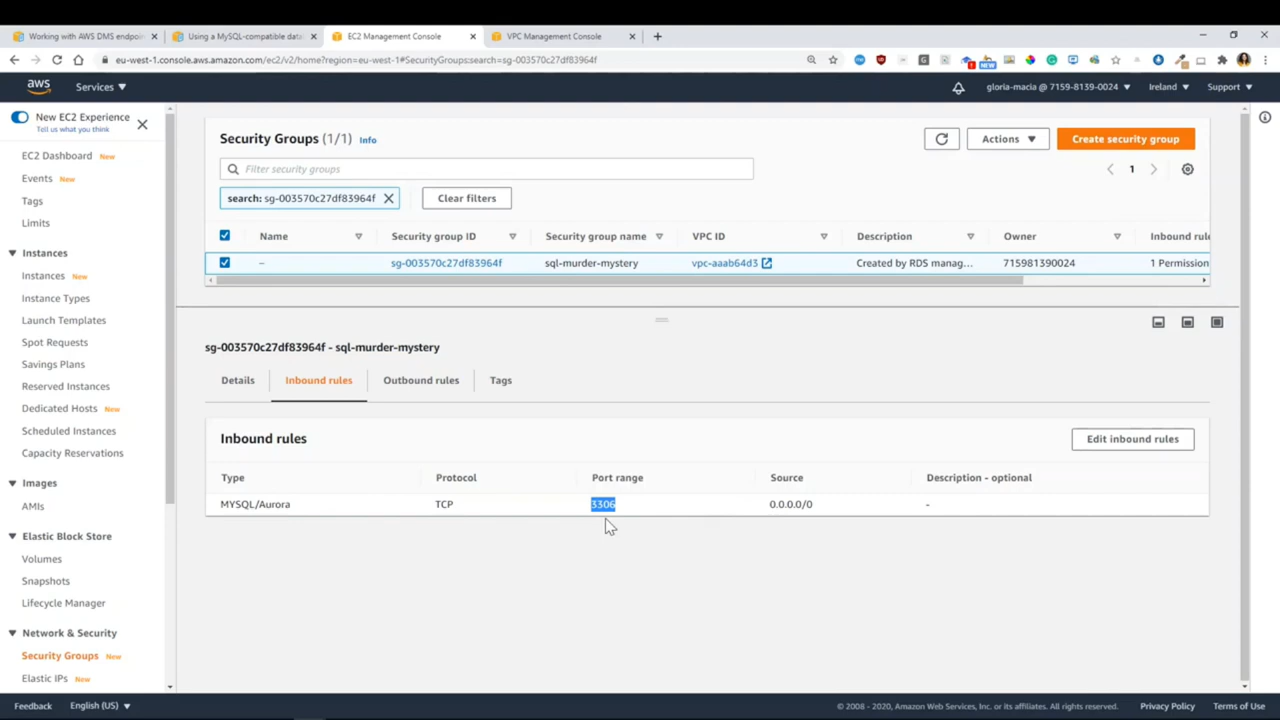 Working with AWS DMS endpoin
Using a MySQL-compatible data
EC2 Management Console
VPC Management Console
eu-west-1.console.aws.amazon.com/ec2/v2/home?region=eu-west-1#SecurityGroups:search=sg-003570c27df83964f
aws
Services
gloria-macia @ 7159-8139-0024
Ireland
Support
New EC2 Experience
Tell us what you think
EC2 Dashboard New
Events New
Tags
Limits
Instances
Instances New
Instance Types
Launch Templates
Spot Requests
Savings Plans
Reserved Instances
Dedicated Hosts New
Scheduled Instances
Capacity Reservations
Images
AMIs
Elastic Block Store
Volumes
Snapshots
Lifecycle Manager
Network & Security
Security Groups New
Elastic IPs New
Security Groups (1/1) Info
Actions
Create security group
Filter security groups
1
search: sg-003570c27df83964f
Clear filters
Name Security group ID Security group name VPC ID Description Owner Inbound rul
– sg-003570c27df83964f sql-murder-mystery vpc-aaab64d3 Created by RDS manag... 715981390024 1 Permission
sg-003570c27df83964f - sql-murder-mystery
Details Inbound rules Outbound rules Tags
Inbound rules
Edit inbound rules
Type Protocol Port range Source Description - optional
MYSQL/Aurora TCP 3306 0.0.0.0/0 -
Feedback English (US) © 2008 - 2020, Amazon Web Services, Inc. or its affiliates. All rights reserved. Privacy Policy Terms of Use